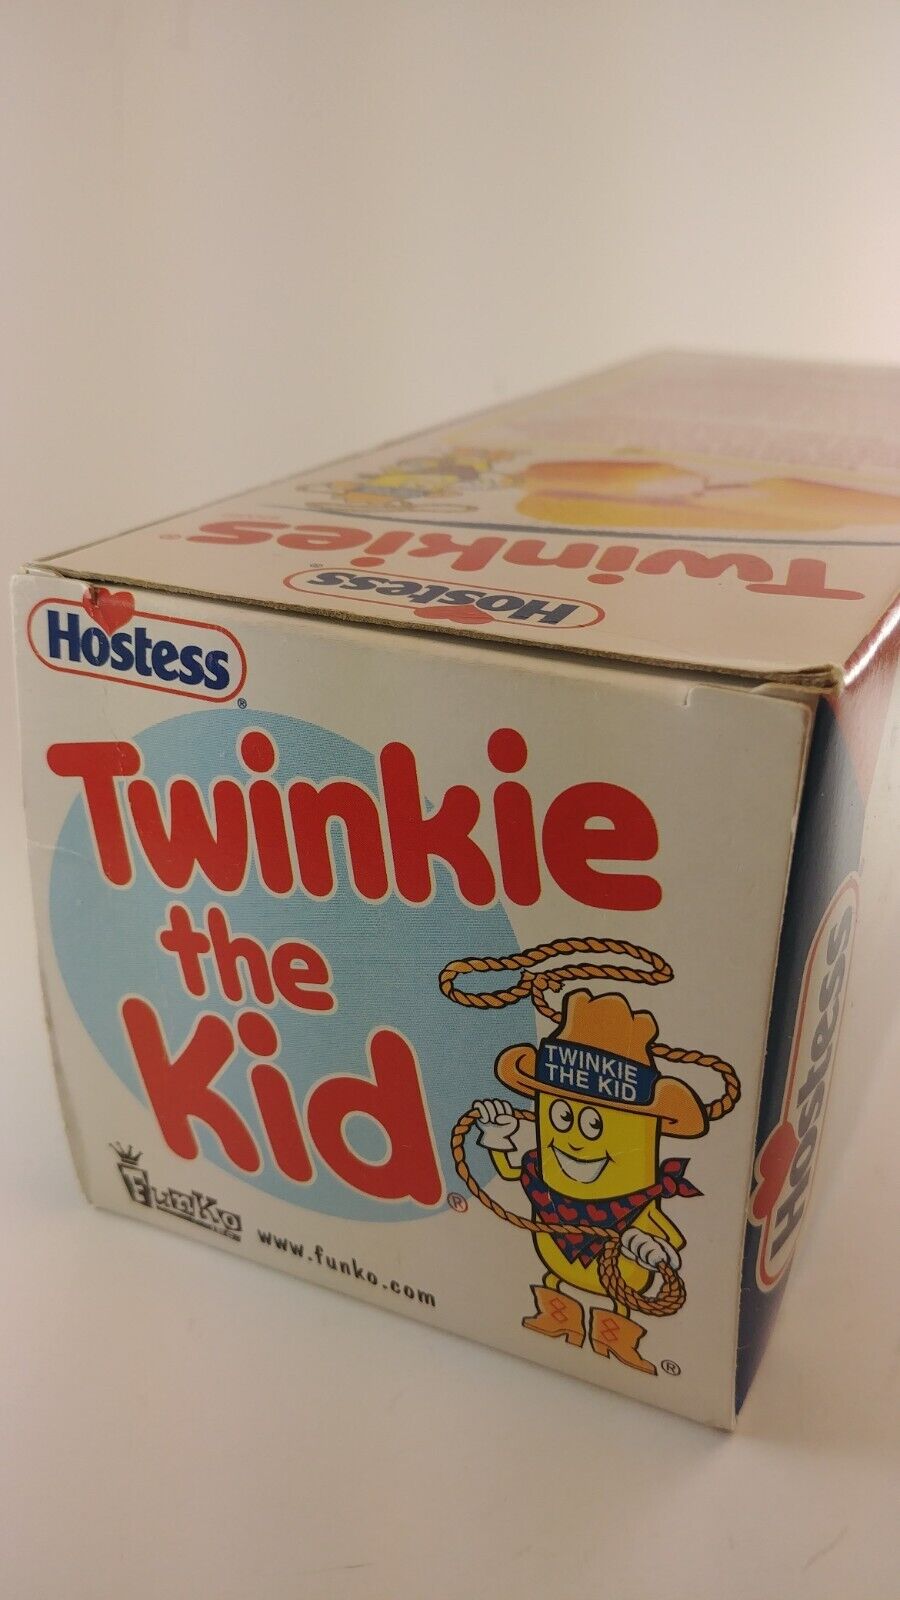 Twinkies
Hostess®
Hostess®
Twinkie
the
Kid®
TWINKIE
THE KID
Funko
www.funko.com
®
Hostess